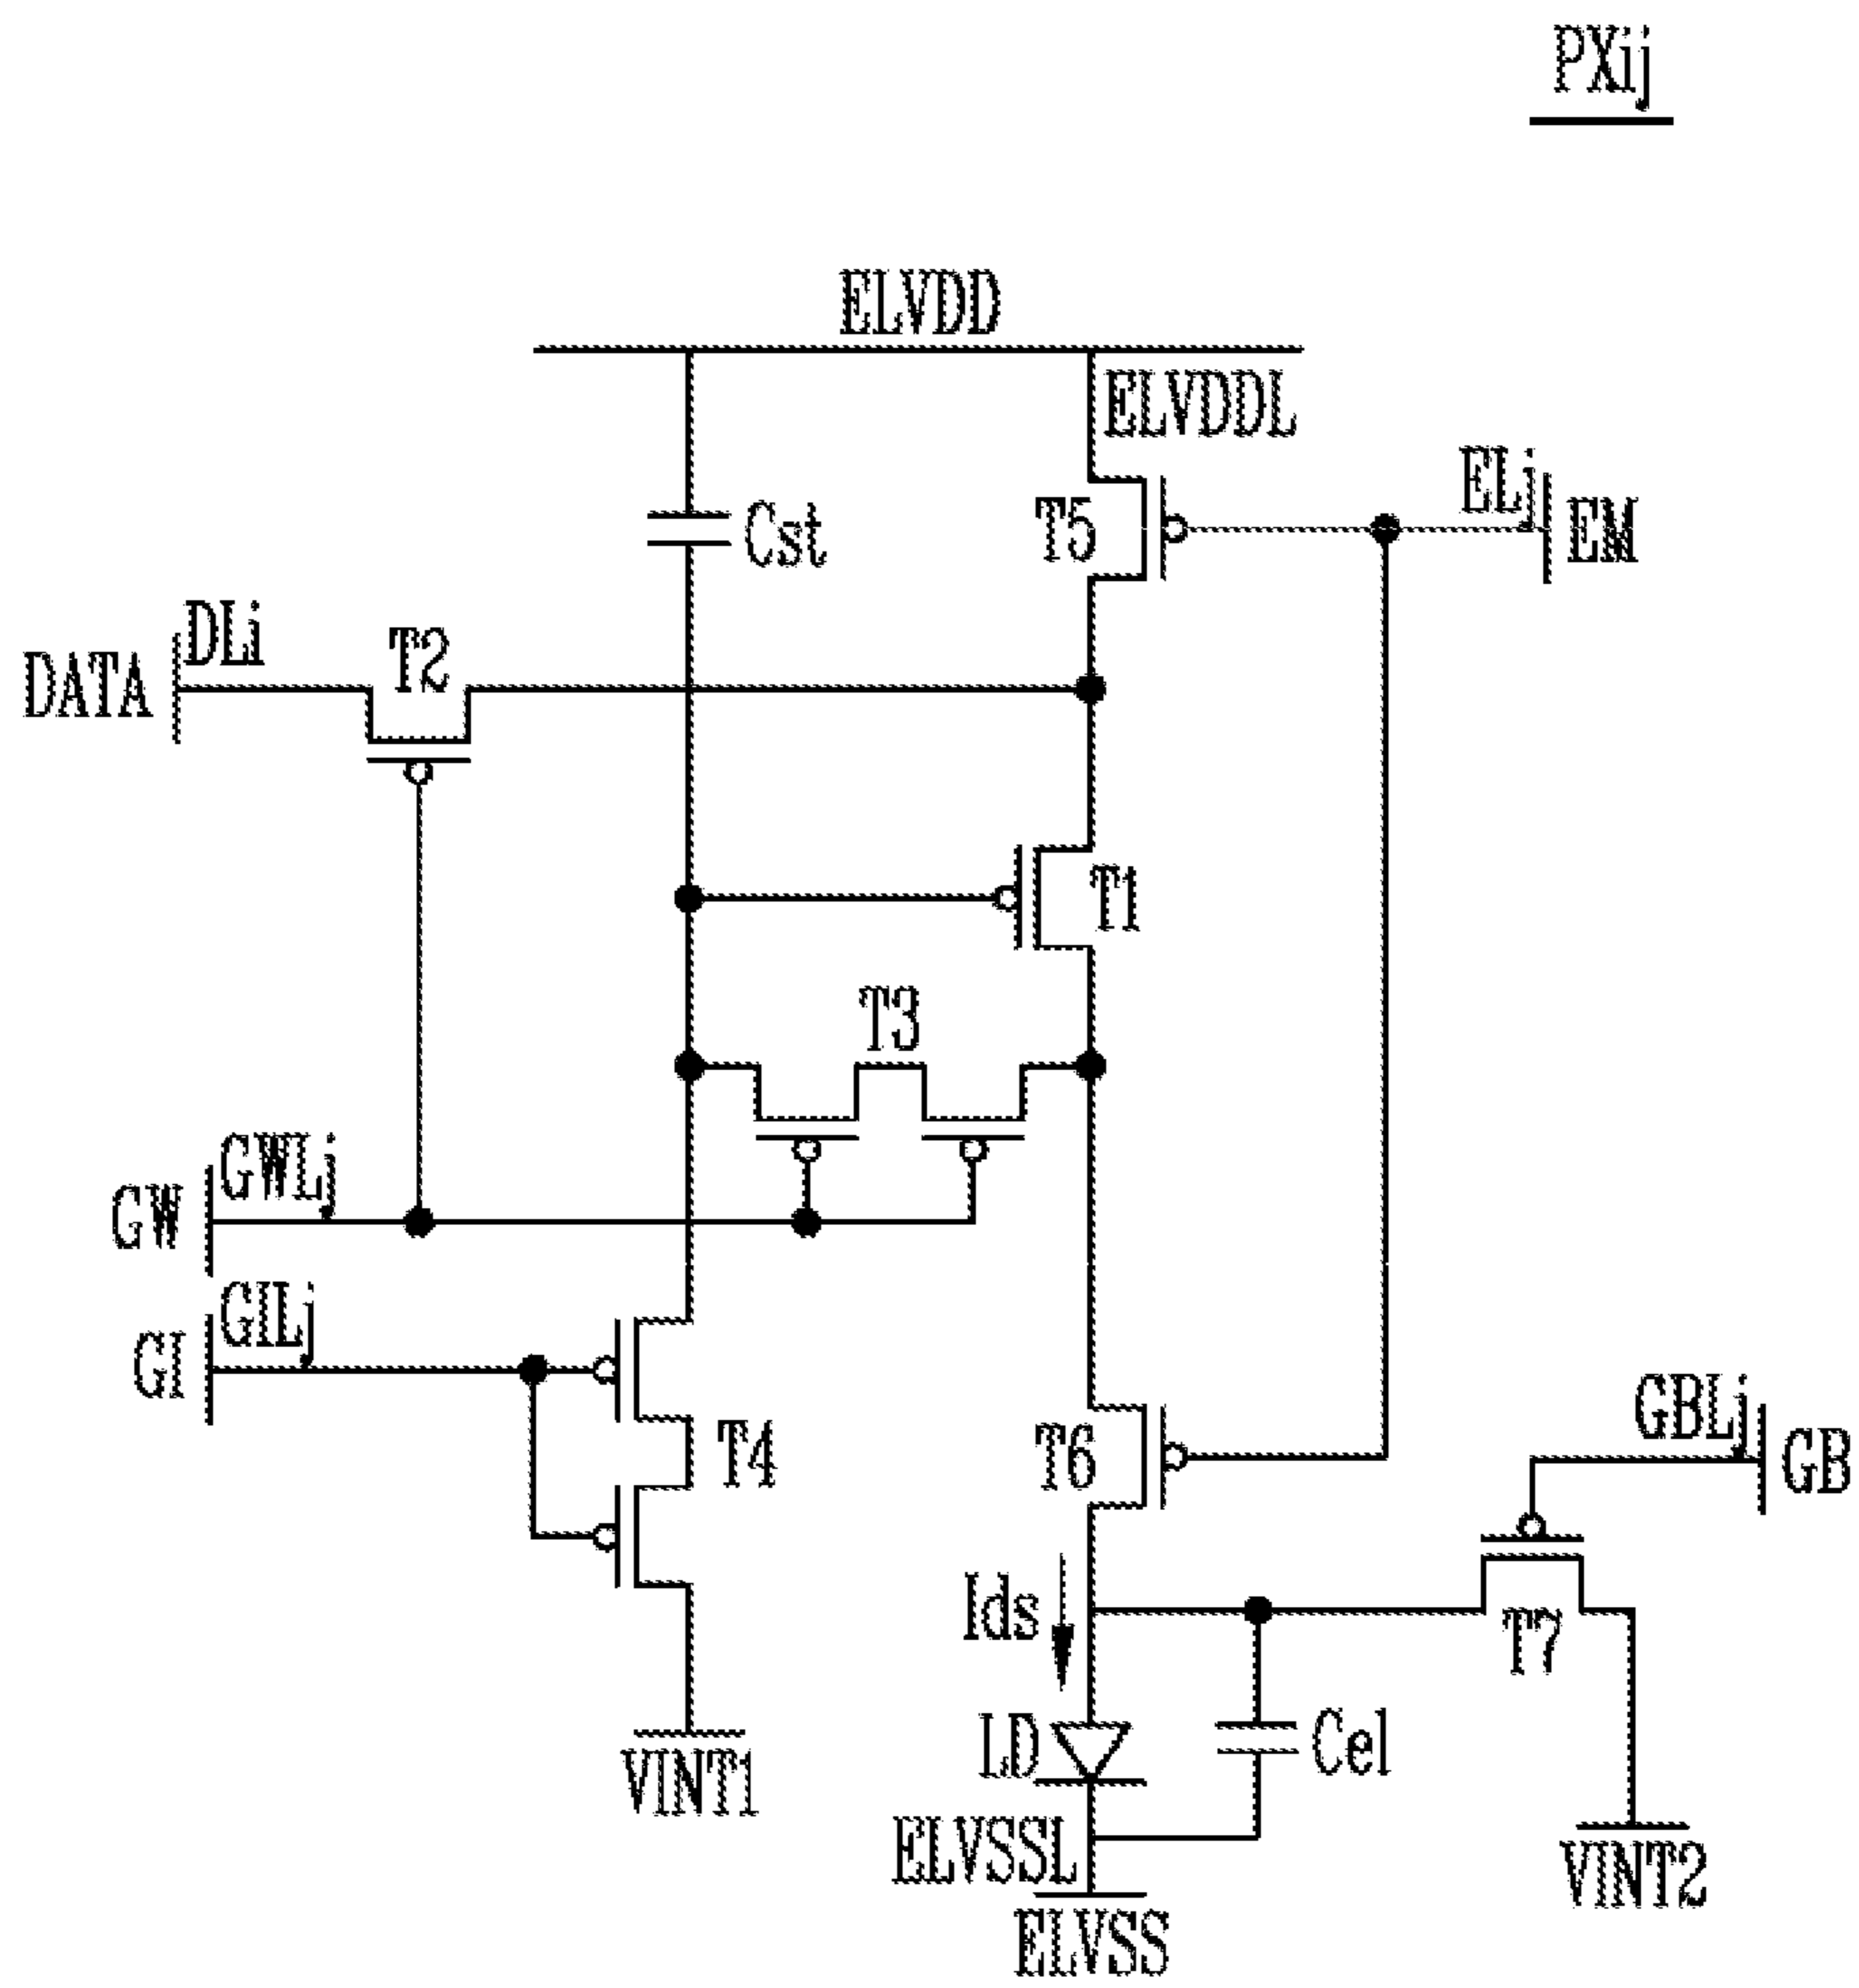 PXij
ELVDD
ELVDDL
ELj
EM
T5
Cst
DLi
DATA
T2
T1
T3
GWLj
GW
GILj
GI
T4
T6
GBLj
GB
Ids
T7
LD
Cel
VINT1
ELVSSL
VINT2
ELVSS